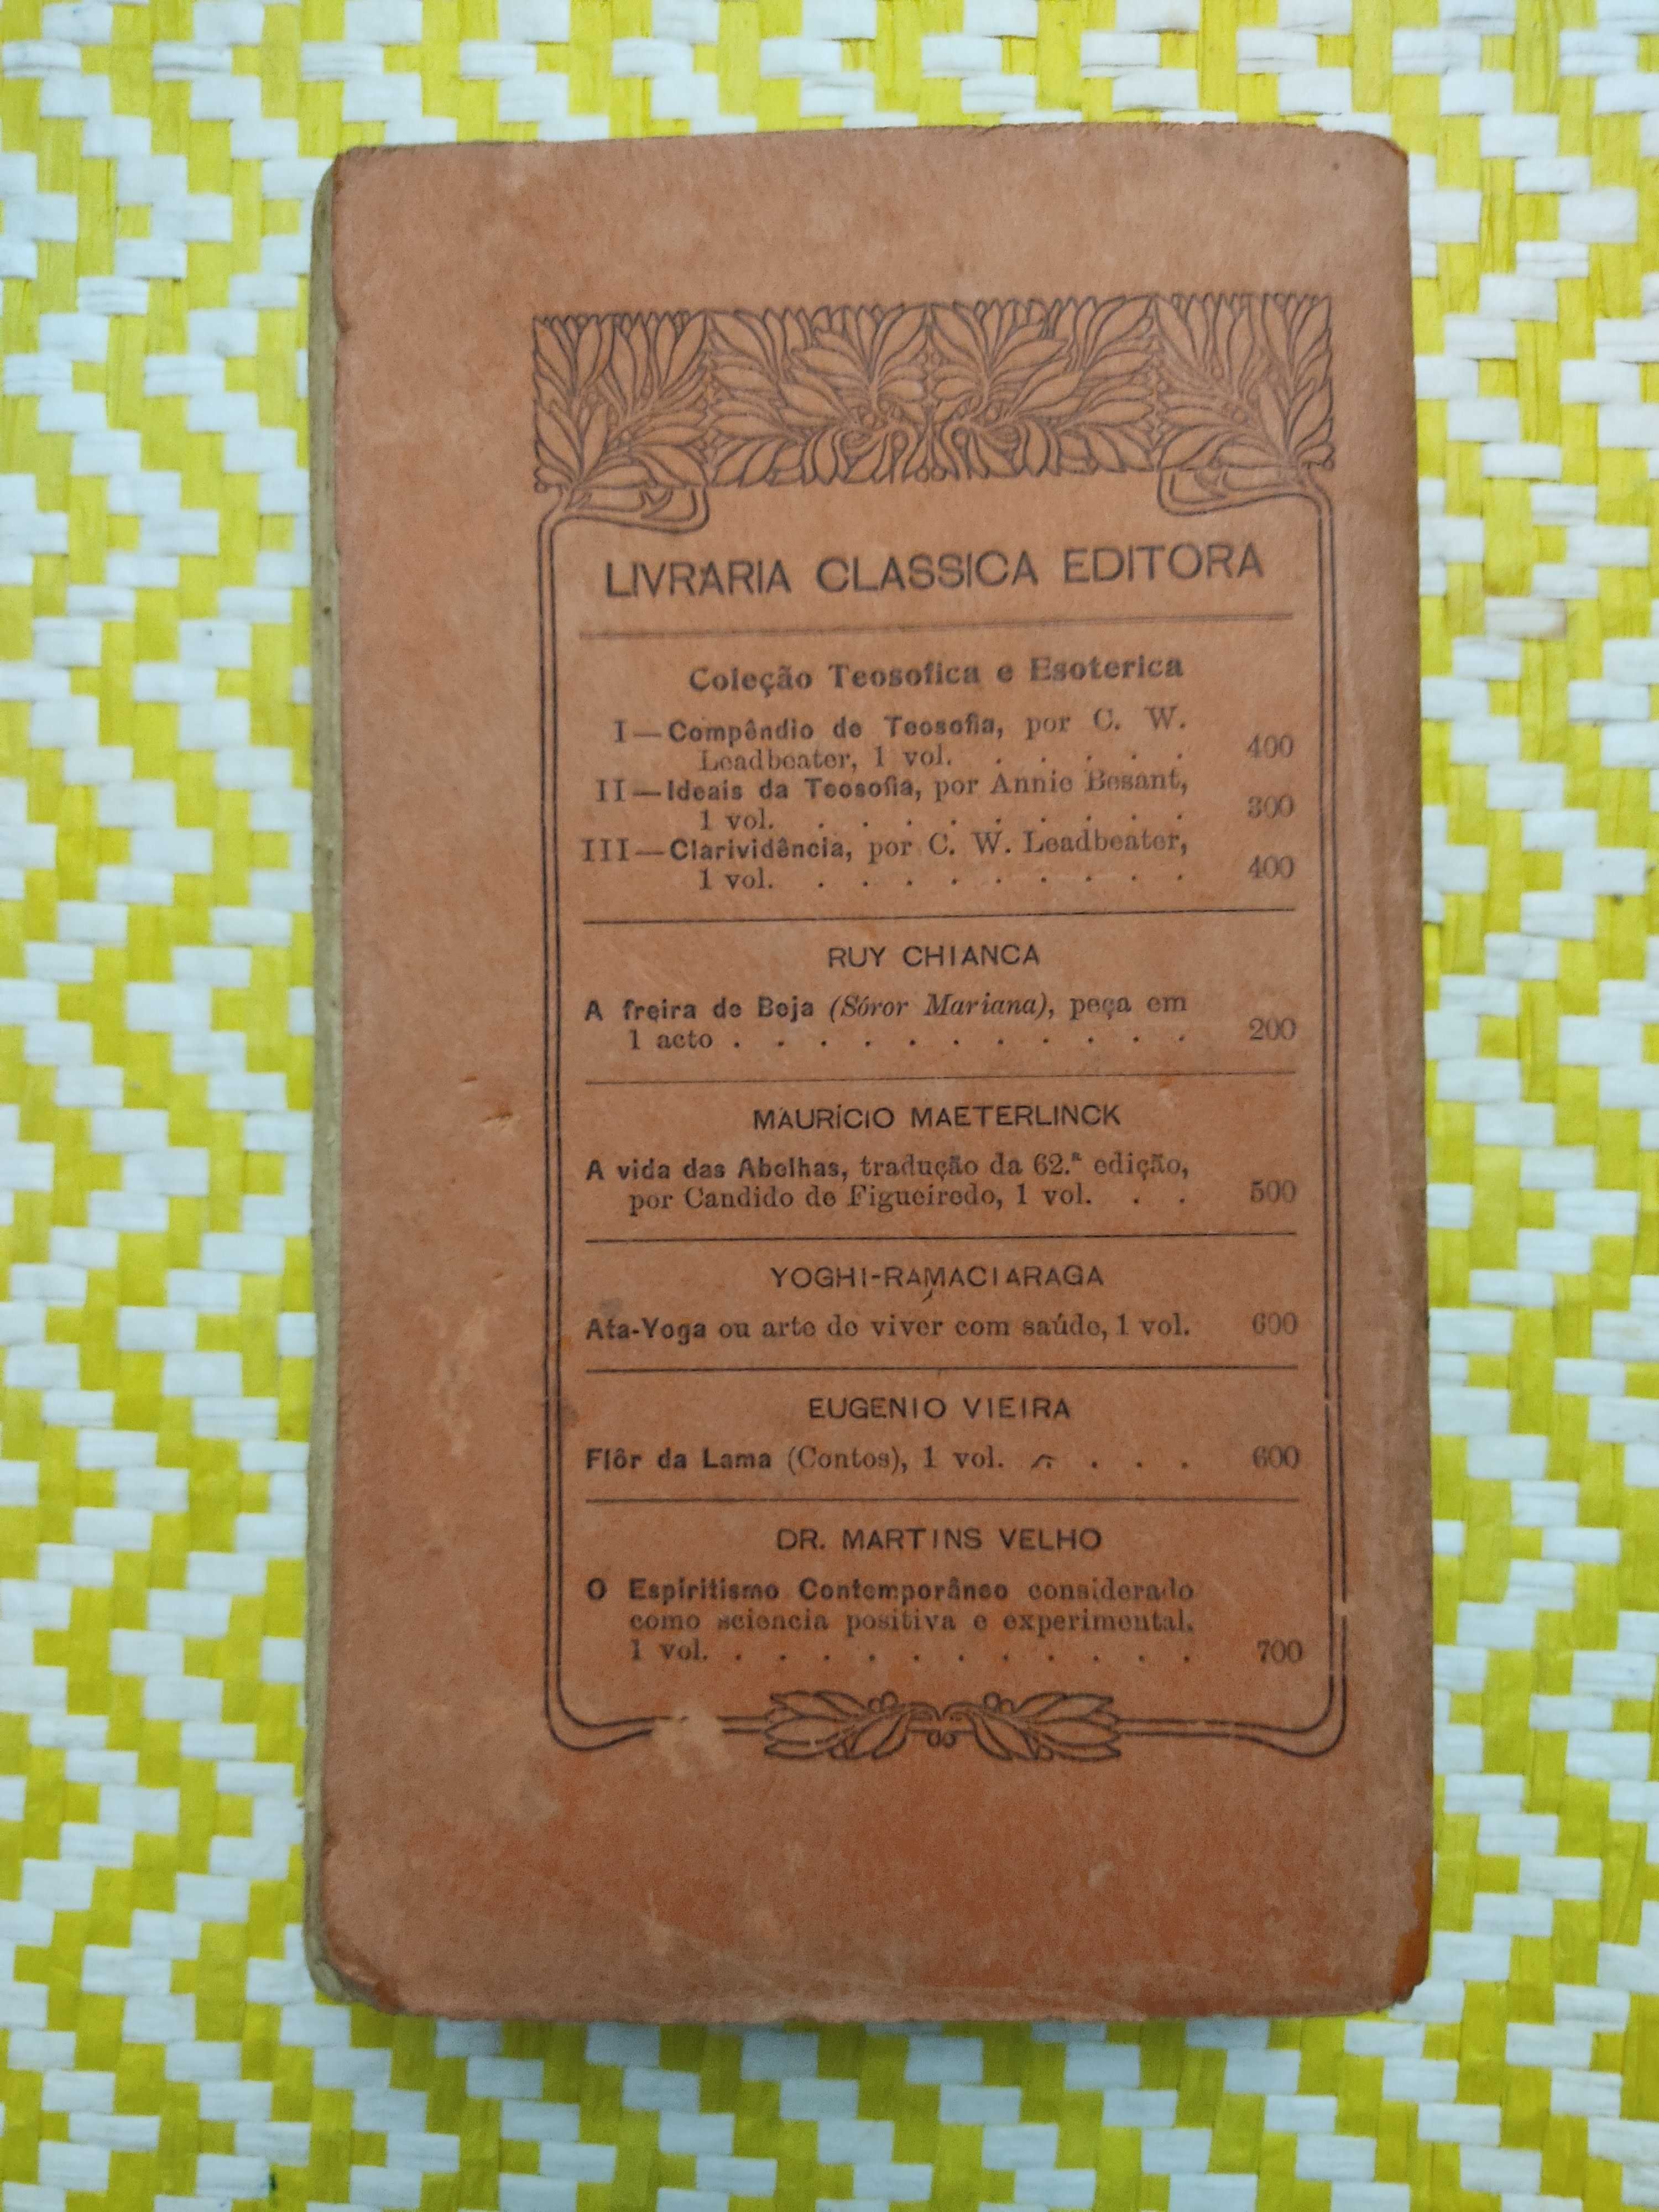 LIVRARIA CLASSICA EDITORA
Coleção Teosofica e Esoterica
I—Compêndio de Teosofia, por C. W.
Leadbeater, 1 vol. . . . . . 400
II—Ideais da Teosofia, por Annie Besant,
1 vol. . . . . . . . . . 300
III—Clarividência, por C. W. Leadbeater,
1 vol. . . . . . . . . . 400
RUY CHIANCA
A freira de Beja (Sóror Mariana), peça em
1 acto . . . . . . . . . . . 200
MAURÍCIO MAETERLINCK
A vida das Abelhas, tradução da 62.ª edição,
por Candido de Figueiredo, 1 vol. . . 500
YOGHI-RAMACIARAGA
Ata-Yoga ou arte de viver com saúde, 1 vol. 600
EUGENIO VIEIRA
Flôr da Lama (Contos), 1 vol. . . . . 600
DR. MARTINS VELHO
O Espíritismo Contemporâneo considerado
como sciencia positiva e experimental,
1 vol. . . . . . . . . . . . 700